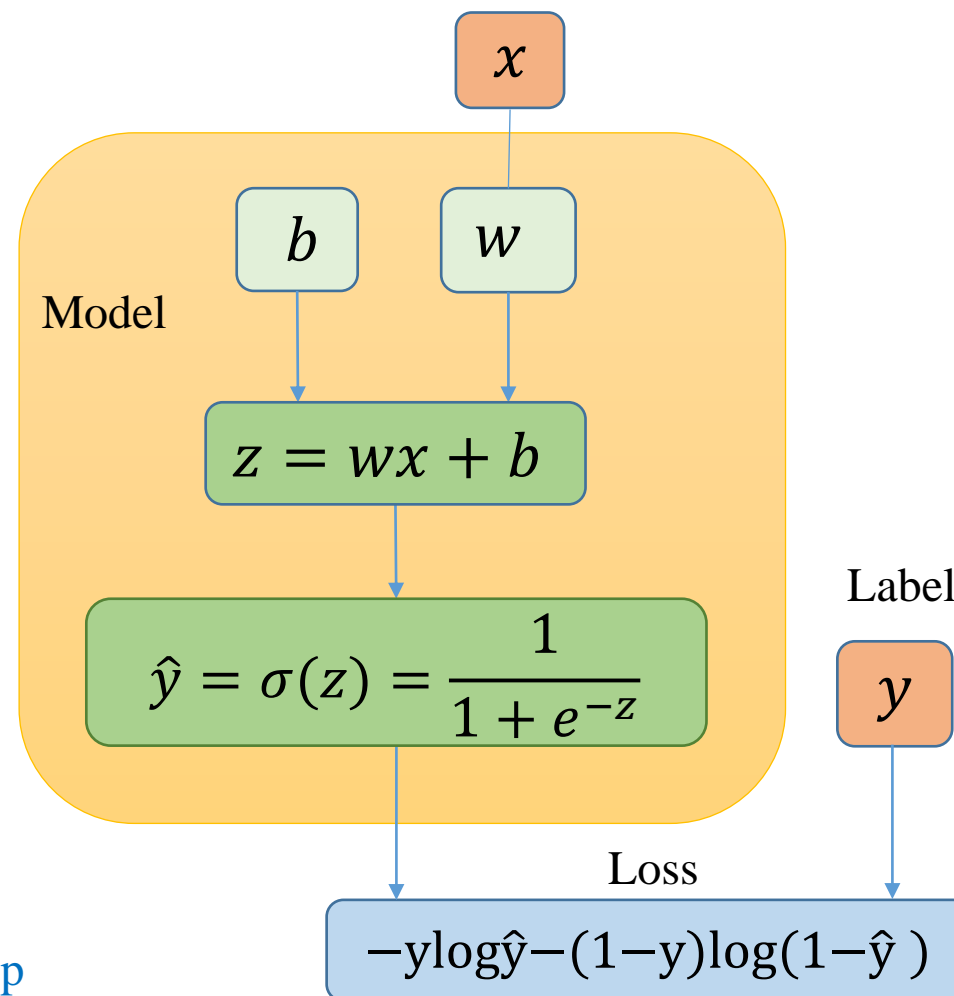 x
b
w
Model
z = wx + b
Label
ŷ = σ(z) = 1 / (1 + e^{-z})
y
Loss
−ylogŷ−(1−y)log(1−ŷ )
p